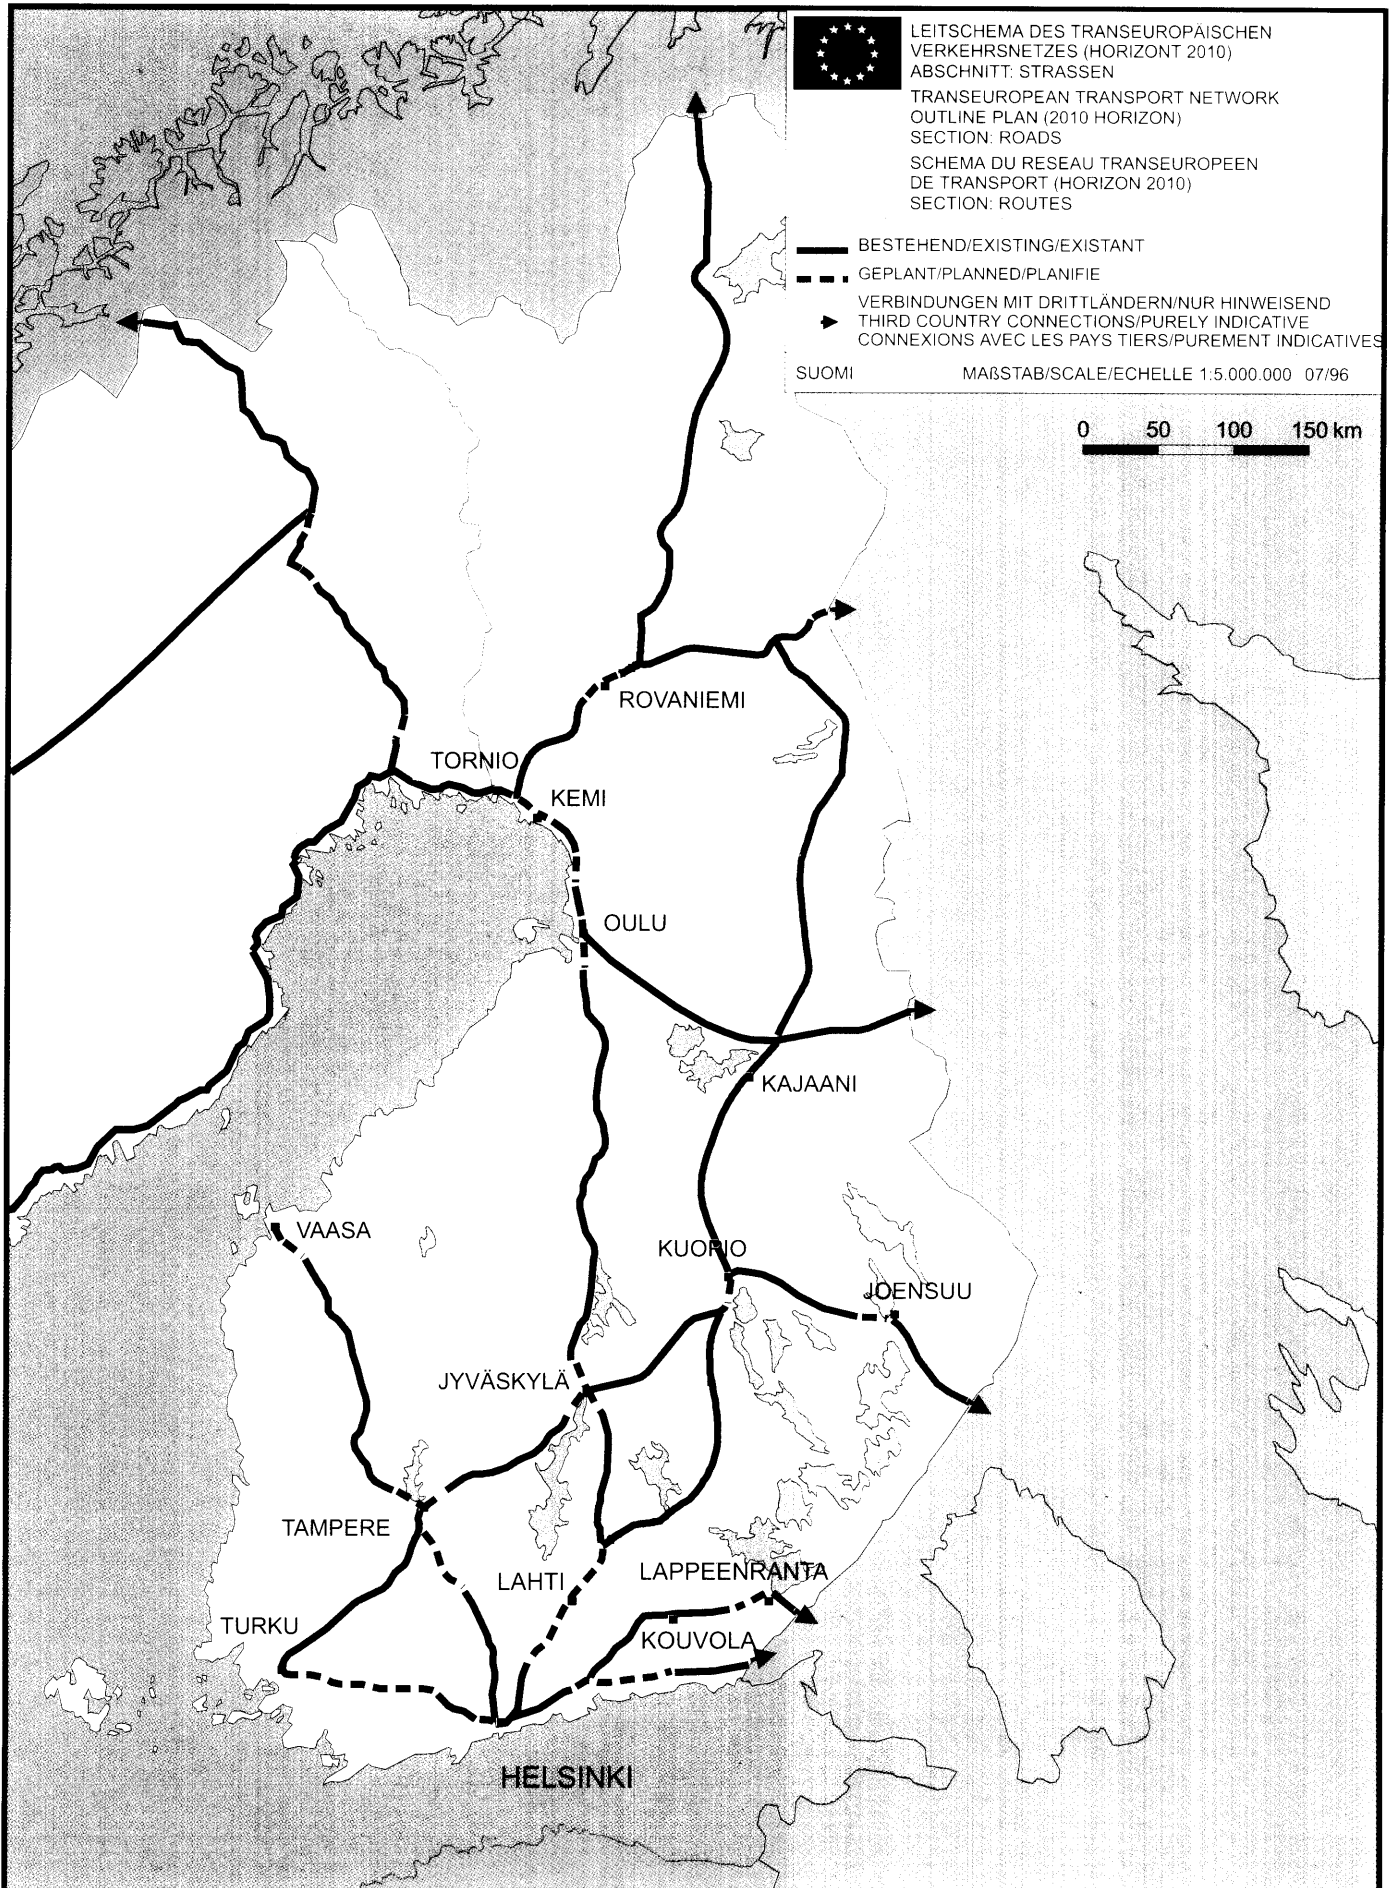 LEITSCHEMA DES TRANSEUROPÄISCHEN
VERKEHRSNETZES (HORIZONT 2010)
ABSCHNITT: STRASSEN
TRANSEUROPEAN TRANSPORT NETWORK
OUTLINE PLAN (2010 HORIZON)
SECTION: ROADS
SCHEMA DU RESEAU TRANSEUROPEEN
DE TRANSPORT (HORIZON 2010)
SECTION: ROUTES
BESTEHEND/EXISTING/EXISTANT
GEPLANT/PLANNED/PLANIFIE
VERBINDUNGEN MIT DRITTLÄNDERN/NUR HINWEISEND
THIRD COUNTRY CONNECTIONS/PURELY INDICATIVE
CONNEXIONS AVEC LES PAYS TIERS/PUREMENT INDICATIVES
SUOMI MAßSTAB/SCALE/ECHELLE 1:5.000.000 07/96
0 50 100 150 km
ROVANIEMI
TORNIO
KEMI
OULU
KAJAANI
VAASA
KUOPIO
JOENSUU
JYVÄSKYLÄ
TAMPERE
LAHTI
LAPPEENRANTA
TURKU
KOUVOLA
HELSINKI